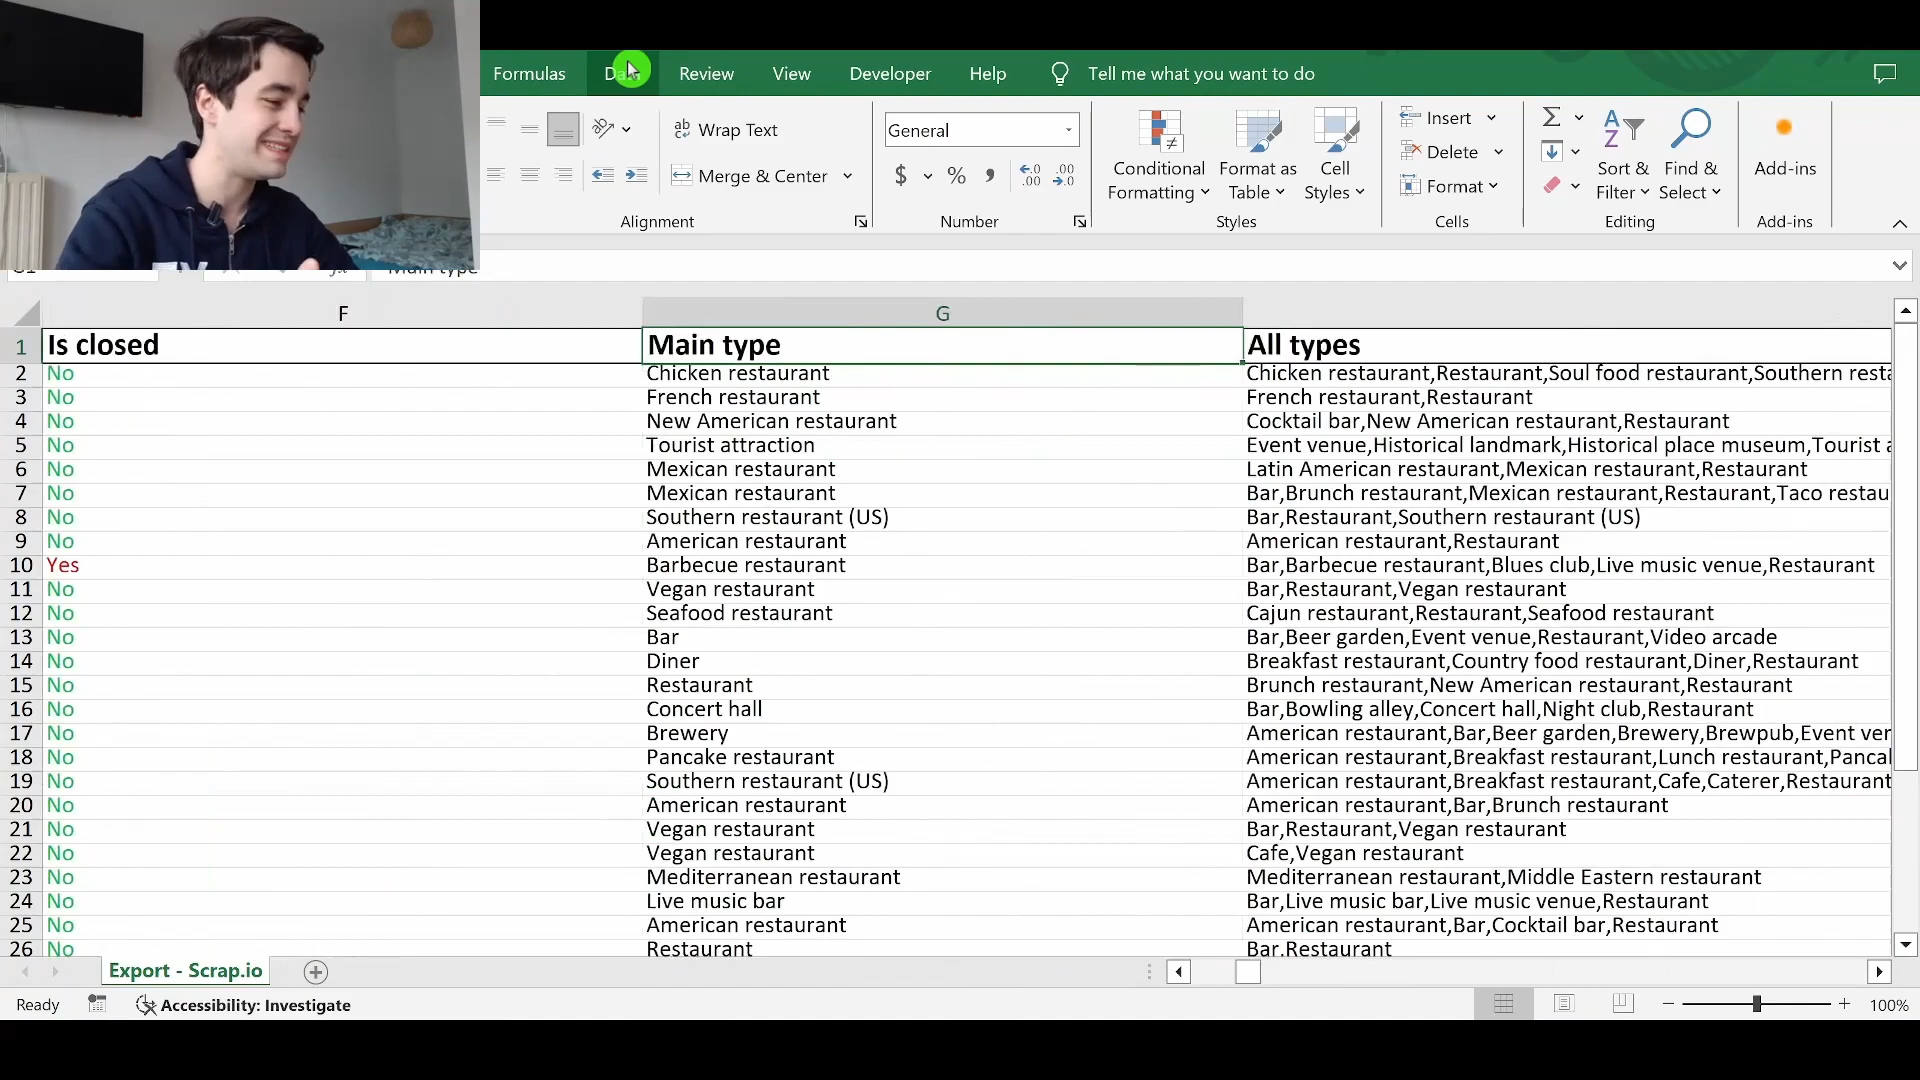 Formulas Data Review View Developer Help Tell me what you want to do
Wrap Text General Conditional Formatting Format as Table Cell Styles Insert Delete Format Sort & Filter Find & Select Add-ins
Merge & Center $ % , .00
Alignment Number Styles Cells Editing Add-ins
Main type
F G
1 Is closed Main type All types
2 No Chicken restaurant Chicken restaurant,Restaurant,Soul food restaurant,Southern resta
3 No French restaurant French restaurant,Restaurant
4 No New American restaurant Cocktail bar,New American restaurant,Restaurant
5 No Tourist attraction Event venue,Historical landmark,Historical place museum,Tourist a
6 No Mexican restaurant Latin American restaurant,Mexican restaurant,Restaurant
7 No Mexican restaurant Bar,Brunch restaurant,Mexican restaurant,Restaurant,Taco restau
8 No Southern restaurant (US) Bar,Restaurant,Southern restaurant (US)
9 No American restaurant American restaurant,Restaurant
10 Yes Barbecue restaurant Bar,Barbecue restaurant,Blues club,Live music venue,Restaurant
11 No Vegan restaurant Bar,Restaurant,Vegan restaurant
12 No Seafood restaurant Cajun restaurant,Restaurant,Seafood restaurant
13 No Bar Bar,Beer garden,Event venue,Restaurant,Video arcade
14 No Diner Breakfast restaurant,Country food restaurant,Diner,Restaurant
15 No Restaurant Brunch restaurant,New American restaurant,Restaurant
16 No Concert hall Bar,Bowling alley,Concert hall,Night club,Restaurant
17 No Brewery American restaurant,Bar,Beer garden,Brewery,Brewpub,Event ver
18 No Pancake restaurant American restaurant,Breakfast restaurant,Lunch restaurant,Pancal
19 No Southern restaurant (US) American restaurant,Breakfast restaurant,Cafe,Caterer,Restaurant
20 No American restaurant American restaurant,Bar,Brunch restaurant
21 No Vegan restaurant Bar,Restaurant,Vegan restaurant
22 No Vegan restaurant Cafe,Vegan restaurant
23 No Mediterranean restaurant Mediterranean restaurant,Middle Eastern restaurant
24 No Live music bar Bar,Live music bar,Live music venue,Restaurant
25 No American restaurant American restaurant,Bar,Cocktail bar,Restaurant
26 No Restaurant Bar,Restaurant
Export - Scrap.io
Ready Accessibility: Investigate 100%